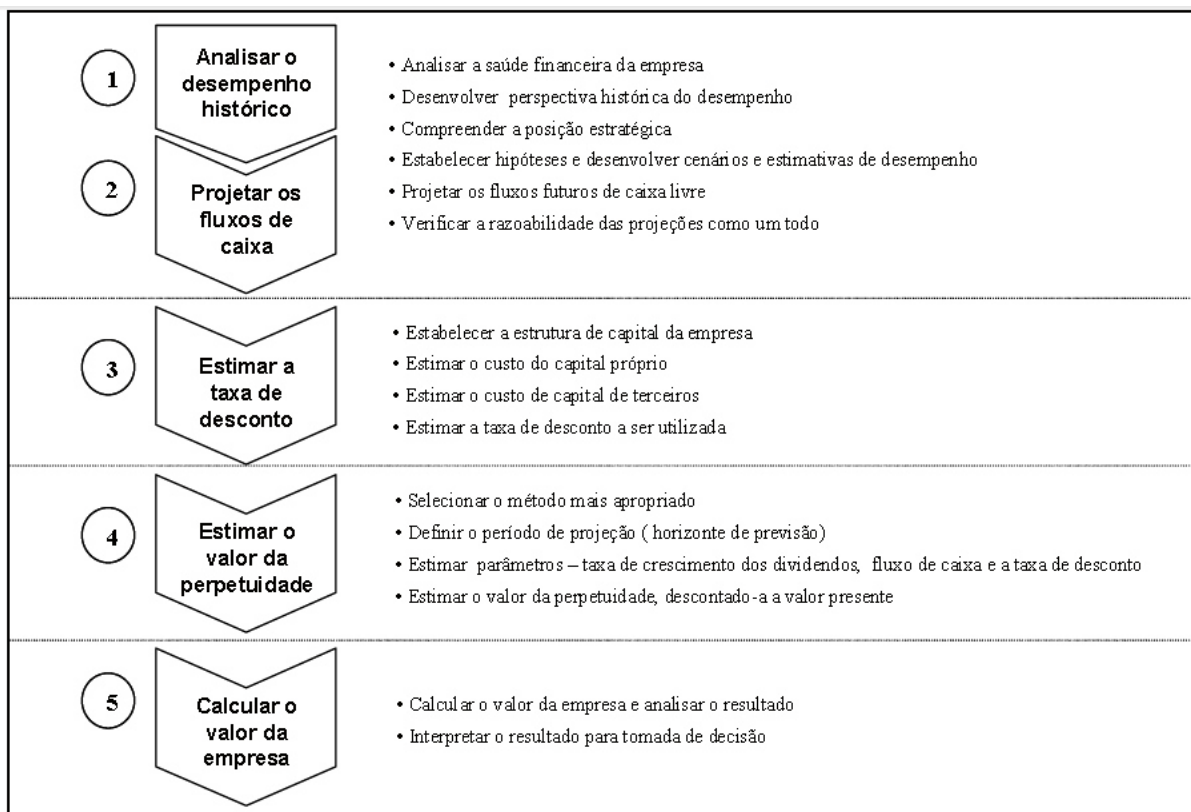 1
Analisar o
desempenho
histórico
• Analisar a saúde financeira da empresa
• Desenvolver perspectiva histórica do desempenho
• Compreender a posição estratégica
2
Projetar os
fluxos de
caixa
• Estabelecer hipóteses e desenvolver cenários e estimativas de desempenho
• Projetar os fluxos futuros de caixa livre
• Verificar a razoabilidade das projeções como um todo
3
Estimar a
taxa de
desconto
• Estabelecer a estrutura de capital da empresa
• Estimar o custo do capital próprio
• Estimar o custo de capital de terceiros
• Estimar a taxa de desconto a ser utilizada
4
Estimar o
valor da
perpetuidade
• Selecionar o método mais apropriado
• Definir o período de projeção ( horizonte de previsão)
• Estimar parâmetros – taxa de crescimento dos dividendos, fluxo de caixa e a taxa de desconto
• Estimar o valor da perpetuidade, descontado-a a valor presente
5
Calcular o
valor da
empresa
• Calcular o valor da empresa e analisar o resultado
• Interpretar o resultado para tomada de decisão